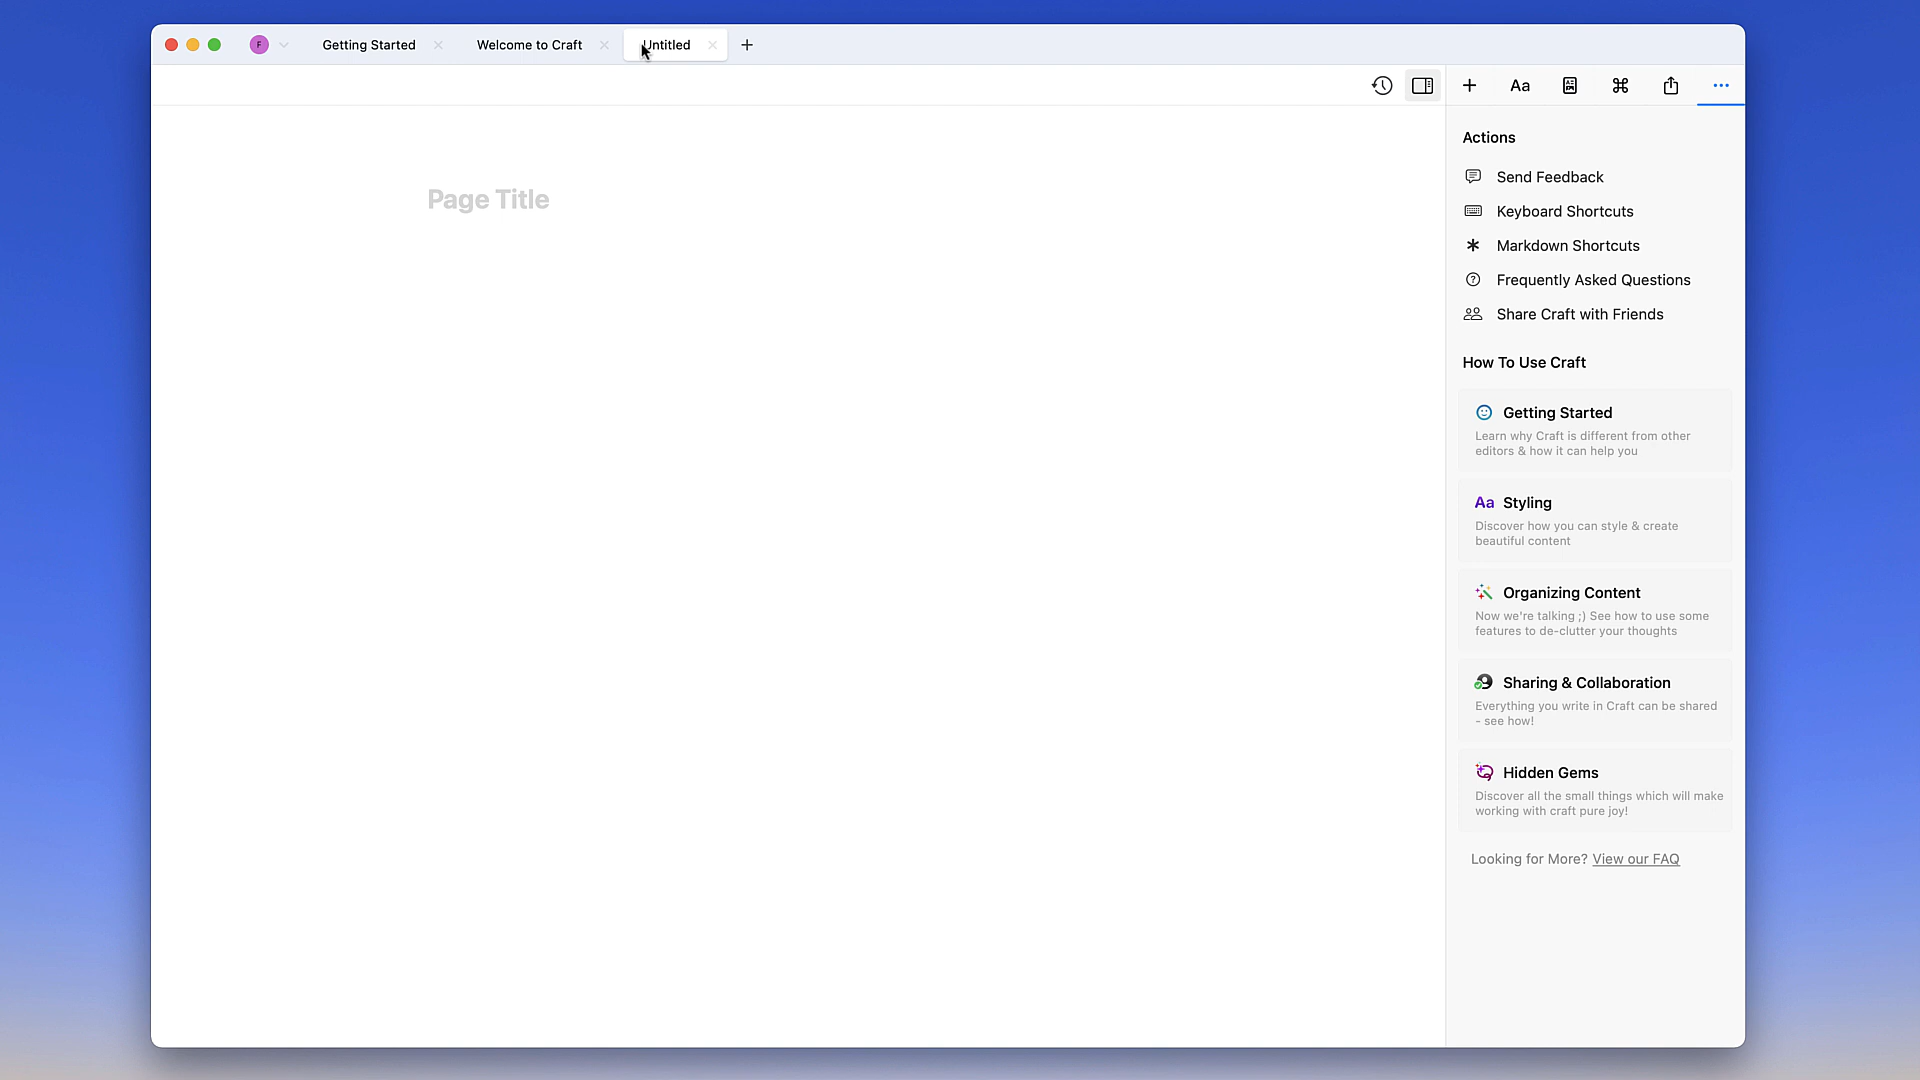 F
Getting Started
Welcome to Craft
Untitled
Aa
Page Title
Actions
Send Feedback
Keyboard Shortcuts
Markdown Shortcuts
Frequently Asked Questions
Share Craft with Friends
How To Use Craft
Getting Started
Learn why Craft is different from other
editors & how it can help you
Aa Styling
Discover how you can style & create
beautiful content
Organizing Content
Now we're talking ;) See how to use some
features to de-clutter your thoughts
Sharing & Collaboration
Everything you write in Craft can be shared
- see how!
Hidden Gems
Discover all the small things which will make
working with craft pure joy!
Looking for More? View our FAQ